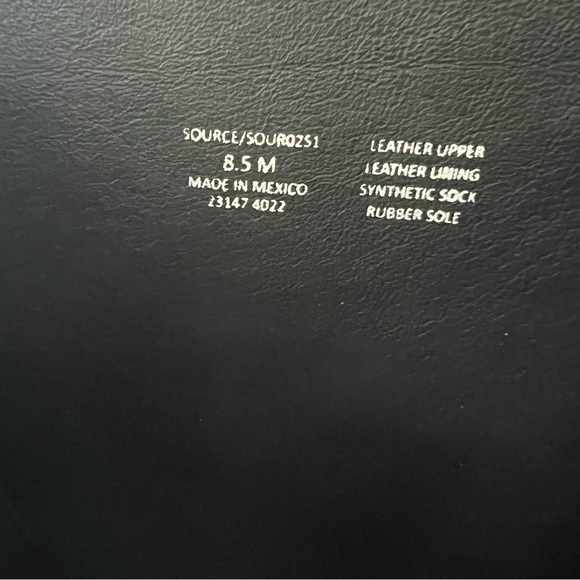 SOURCE/SOUR02S1
8.5 M
MADE IN MEXICO
23147 4022
LEATHER UPPER
LEATHER LINING
SYNTHETIC SOCK
RUBBER SOLE